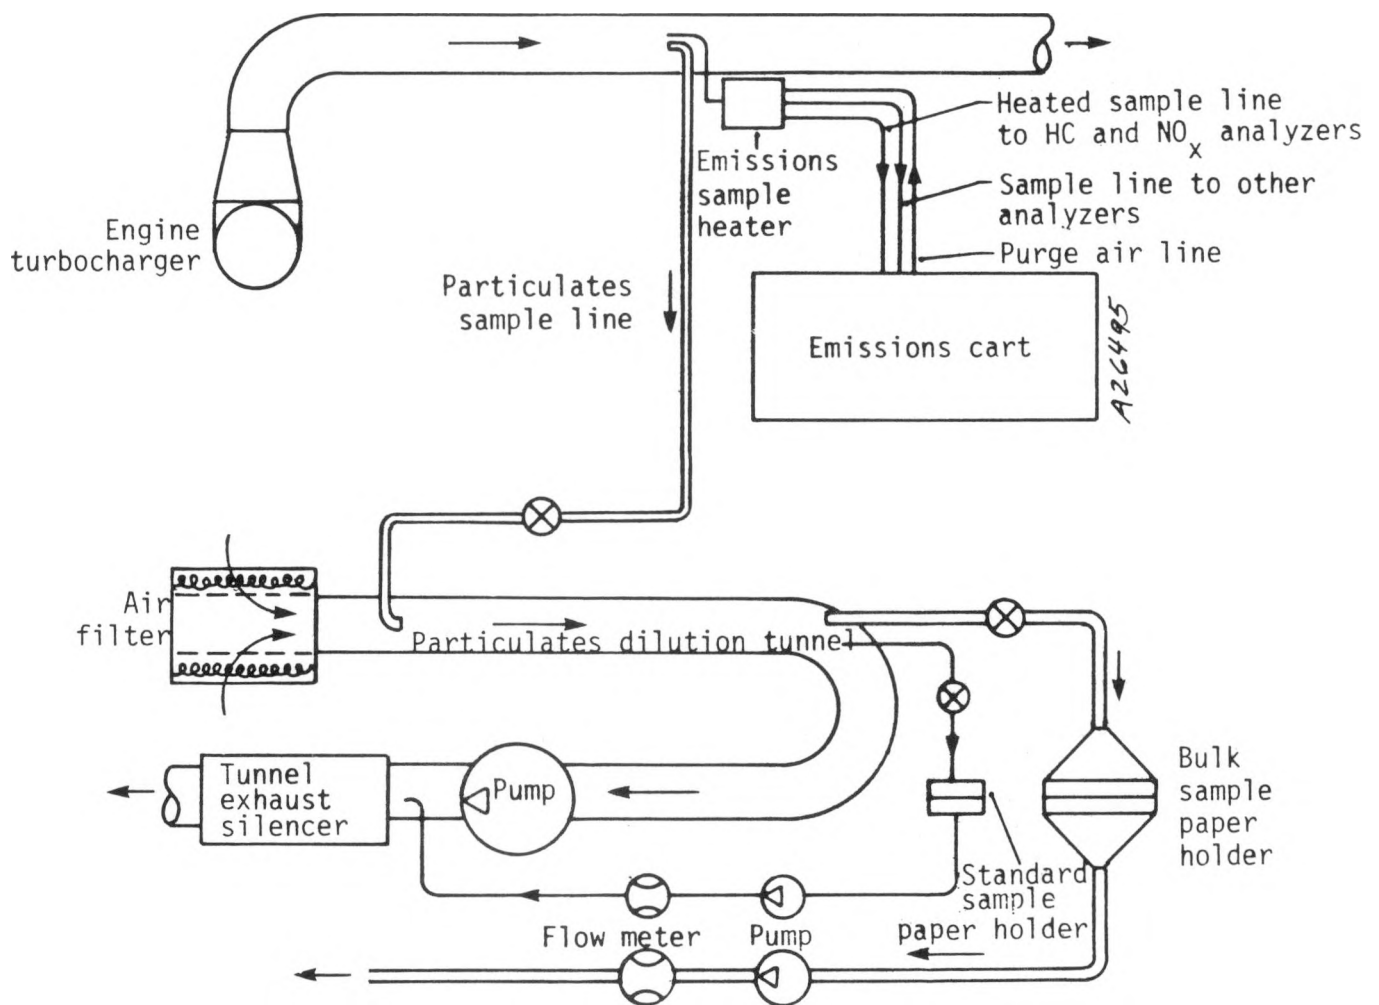 Heated sample line
to HC and NOx analyzers
Emissions
sample
heater
Sample line to other
analyzers
Purge air line
Engine
turbocharger
Particulates
sample line
Emissions cart
A26495
Air
filter
Particulates dilution tunnel
Tunnel
exhaust
silencer
Pump
Bulk
sample
paper
holder
Standard
sample
paper holder
Flow meter
Pump